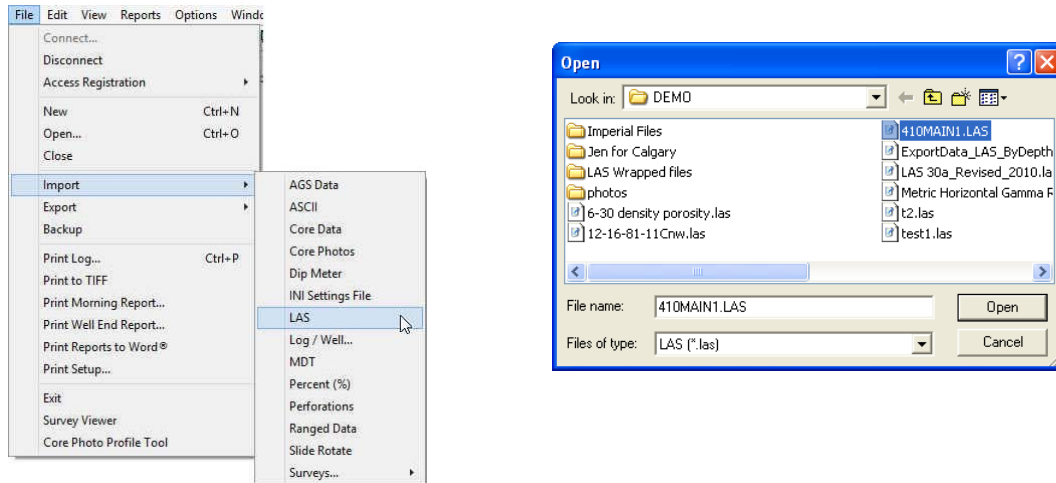 File Edit View Reports Options Windo
Connect...
Disconnect
Access Registration
New Ctrl+N
Open... Ctrl+O
Close
Import
Export
Backup
Print Log... Ctrl+P
Print to TIFF
Print Morning Report...
Print Well End Report...
Print Reports to Word®
Print Setup...
Exit
Survey Viewer
Core Photo Profile Tool
AGS Data
ASCII
Core Data
Core Photos
Dip Meter
INI Settings File
LAS
Log / Well...
MDT
Percent (%)
Perforations
Ranged Data
Slide Rotate
Surveys...
Open
Look in: DEMO
Imperial Files
Jen for Calgary
LAS Wrapped files
photos
6-30 density porosity.las
12-16-81-11Cnw.las
410MAIN1.LAS
ExportData_LAS_ByDepth
LAS 30a_Revised_2010.la
Metric Horizontal Gamma R
t2.las
test1.las
File name: 410MAIN1.LAS Open
Files of type: LAS (*.las) Cancel